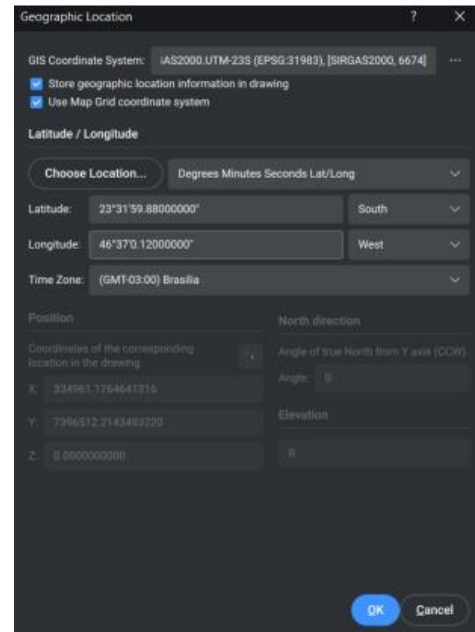 Geographic Location ? ×
GIS Coordinate System: iAS2000.UTM-23S (EPSG:31983), [SIRGAS2000, 6674] ...
Store geographic location information in drawing
Use Map Grid coordinate system
Latitude / Longitude
Choose Location... Degrees Minutes Seconds Lat/Long
Latitude: 23°31'59.88000000" South
Longitude: 46°37'0.12000000" West
Time Zone: (GMT-03:00) Brasilia
Position
North direction
Coordinates of the corresponding
location in the drawing
Angle of true North from Y axis (CCW)
Angle: 0
X: 334961.1264641316
Elevation
Y: 7396512.2143493220
Z: 0.0000000000
0
OK Cancel